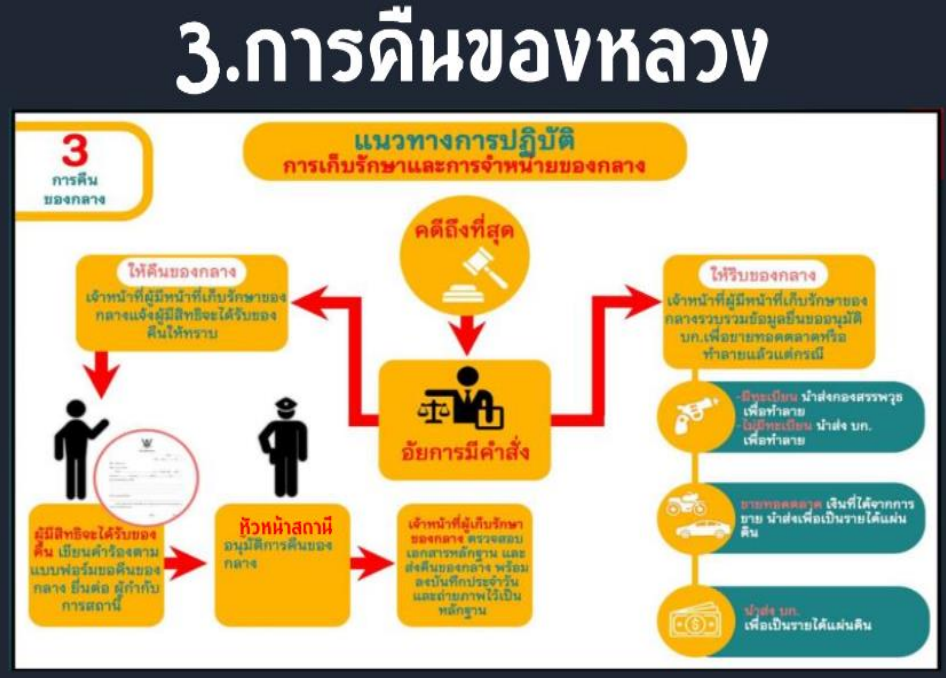 3.การคืนของหลวง
3
การคืน
ของกลาง
แนวทางการปฏิบัติ
การเก็บรักษาและการจำหน่ายของกลาง
คดีถึงที่สุด
ให้คืนของกลาง
เจ้าหน้าที่ผู้มีหน้าที่เก็บรักษาของ
กลางแจ้งผู้มีสิทธิจะได้รับของ
คืนให้ทราบ
ให้ริบของกลาง
เจ้าหน้าที่ผู้มีหน้าที่เก็บรักษาของ
กลางรวบรวมข้อมูลยื่นขออนุมัติ
บก.เพื่อขายทอดตลาดหรือ
ทำลายแล้วแต่กรณี
อัยการมีคำสั่ง
-มีทะเบียน นำส่งกองสรรพวุธ
เพื่อทำลาย
-ไม่มีทะเบียน นำส่ง บก.
เพื่อทำลาย
ขายทอดตลาด เงินที่ได้จากการ
ขาย นำส่งเพื่อเป็นรายได้แผ่น
ดิน
นำส่ง บก.
เพื่อเป็นรายได้แผ่นดิน
ผู้มีสิทธิจะได้รับของ
คืน เขียนคำร้องตาม
แบบฟอร์มขอคืนของ
กลาง ยื่นต่อ ผู้กำกับ
การสถานี
หัวหน้าสถานี
อนุมัติการคืนของ
กลาง
เจ้าหน้าที่ผู้เก็บรักษา
ของกลาง ตรวจสอบ
เอกสารหลักฐาน และ
ส่งคืนของกลาง พร้อม
ลงบันทึกประจำวัน
และถ่ายภาพไว้เป็น
หลักฐาน